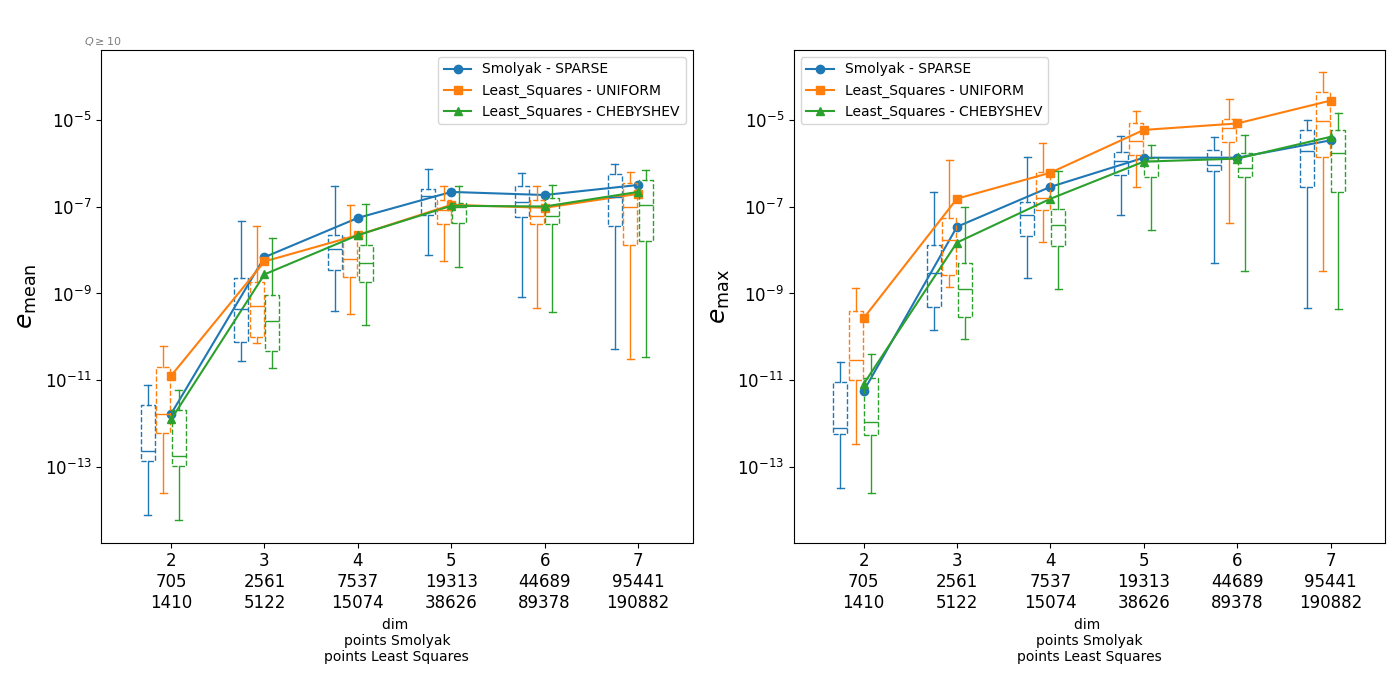 Q ≥ 10
Smolyak - SPARSE
Least_Squares - UNIFORM
Least_Squares - CHEBYSHEV
10⁻⁵
10⁻⁷
10⁻⁹
10⁻¹¹
10⁻¹³
e_mean
2 3 4 5 6 7
705 2561 7537 19313 44689 95441
1410 5122 15074 38626 89378 190882
dim
points Smolyak
points Least Squares
Smolyak - SPARSE
Least_Squares - UNIFORM
Least_Squares - CHEBYSHEV
10⁻⁵
10⁻⁷
10⁻⁹
10⁻¹¹
10⁻¹³
e_max
2 3 4 5 6 7
705 2561 7537 19313 44689 95441
1410 5122 15074 38626 89378 190882
dim
points Smolyak
points Least Squares